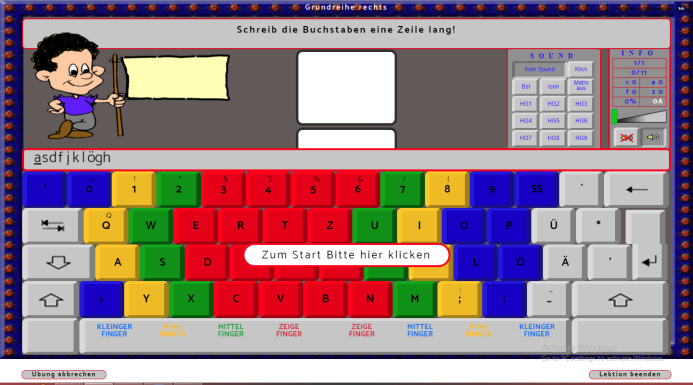 Grundreihe rechts
Schreib die Buchstaben eine Zeile lang!
SOUND
Kein Sound Klick
Bst Icon Metro aus
HG1 HG2 HG3
HG4 HG5 HG6
HG7 HG8 HG9
INFO
1/1
0/11
r 0 a 0
f 0 z 0
0% 0A
asdfjklögh
1 2 3 4 5 6 7 8 9 SS
Q W E R T Z U I O P Ü *
A S D L Ö Ä '
Y X C V B N M ; : -
Zum Start Bitte hier klicken
KLEINGER FINGER
RING FINGER
MITTEL FINGER
ZEIGE FINGER
ZEIGE FINGER
MITTEL FINGER
RING FINGER
KLEINGER FINGER
Activate Windows
Go to PC settings to activate Windows.
Übung abbrechen
Lektion beenden